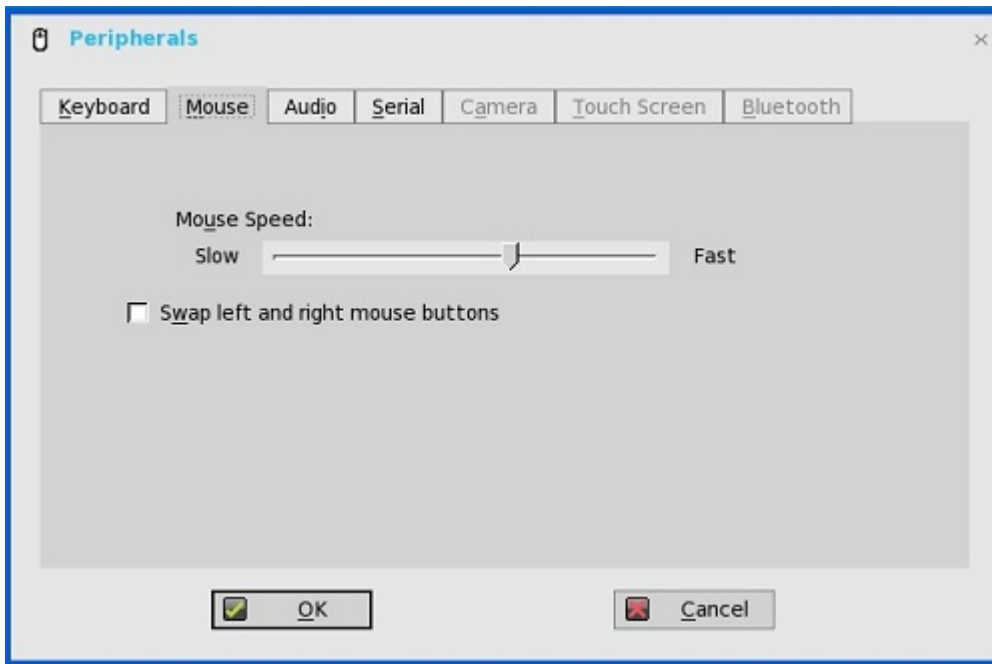 Peripherals
Keyboard Mouse Audio Serial Camera Touch Screen Bluetooth
Mouse Speed:
Slow Fast
Swap left and right mouse buttons
OK Cancel